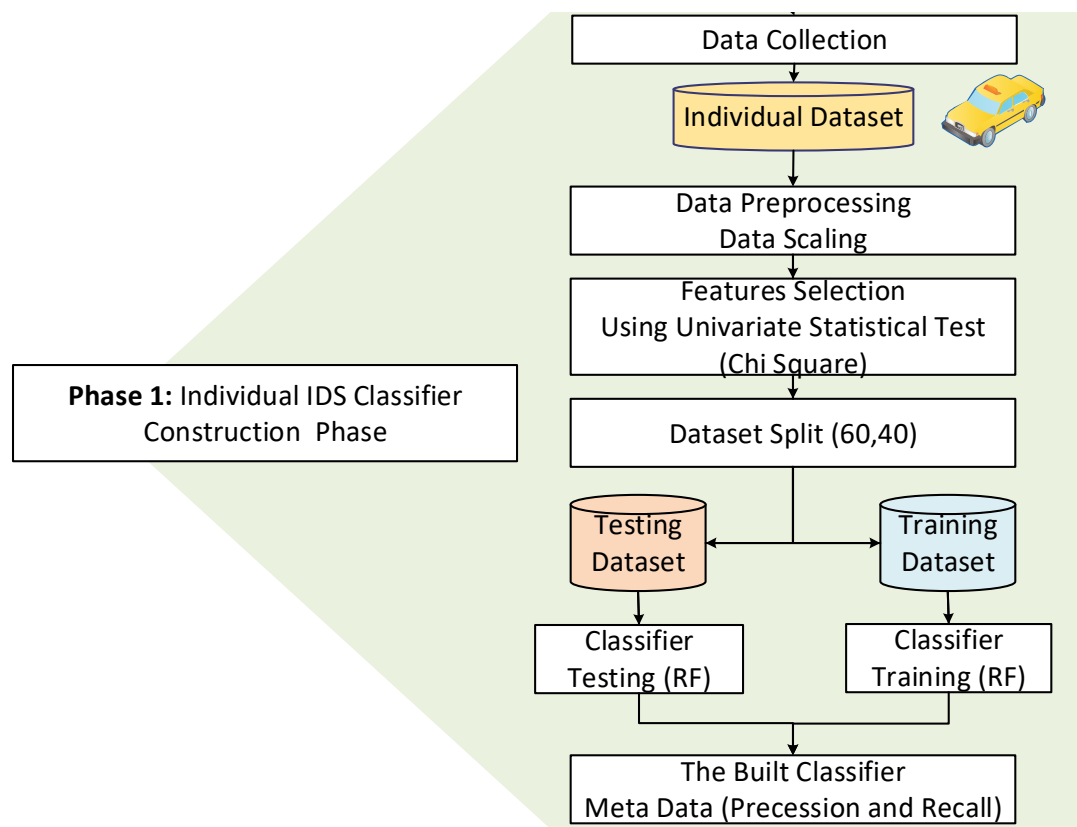 Data Collection
Individual Dataset
Data Preprocessing
Data Scaling
Features Selection
Using Univariate Statistical Test
(Chi Square)
Phase 1: Individual IDS Classifier
Construction Phase
Dataset Split (60,40)
Testing
Dataset
Training
Dataset
Classifier
Testing (RF)
Classifier
Training (RF)
The Built Classifier
Meta Data (Precession and Recall)